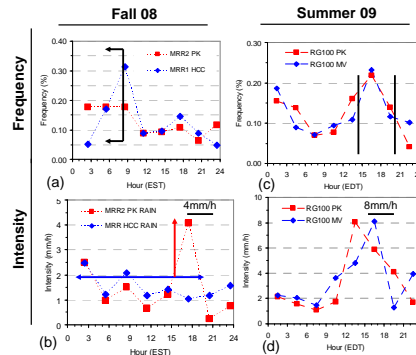 Fall 08
Summer 09
Frequency
Intensity
(a)
Frequency (%)
0.40
0.30
0.20
0.10
0.00
0 3 6 9 12 15 18 21 24
Hour (EST)
MRR2 PK
MRR1 HCC
(c)
Frequency (%)
0.30
0.20
0.10
0.00
0 3 6 9 12 15 18 21 24
Hour (EDT)
RG100 PK
RG100 MV
(b)
Intensity (mm/h)
5
4
3
2
1
0
0 3 6 9 12 15 18 21 24
Hour (EST)
MRR2 PK RAIN
MRR HCC RAIN
4mm/h
(d)
Intensity (mm/h)
10
8
6
4
2
0
0 3 6 9 12 15 18 21 24
Hour (EDT)
RG100 PK
RG100 MV
8mm/h